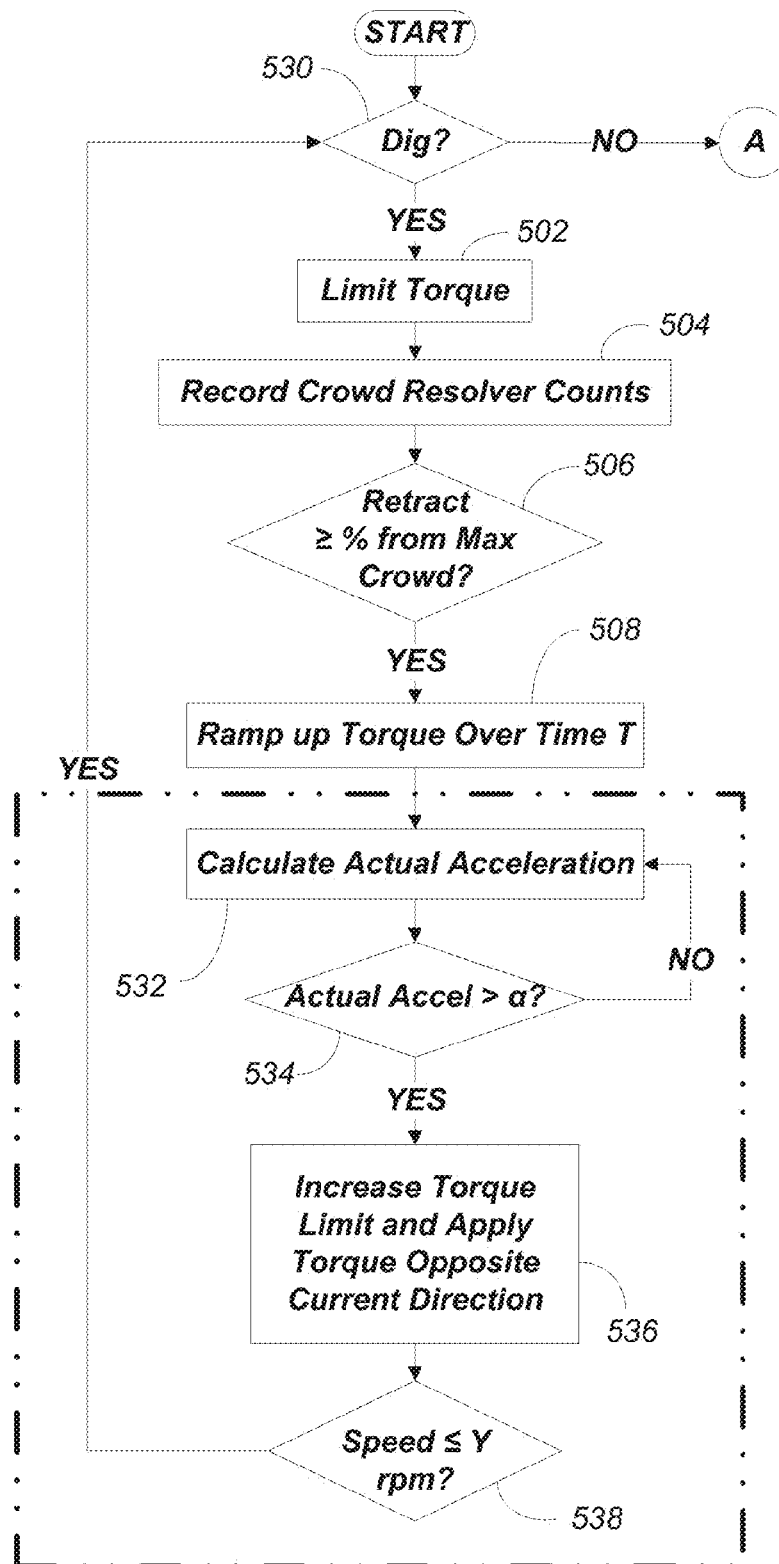 START
530
Dig?
NO
A
YES
502
Limit Torque
504
Record Crowd Resolver Counts
506
Retract
≥ % from Max
Crowd?
YES
508
Ramp up Torque Over Time T
YES
Calculate Actual Acceleration
532
NO
Actual Accel > α?
534
YES
Increase Torque
Limit and Apply
Torque Opposite
Current Direction
536
Speed ≤ Y
rpm?
538